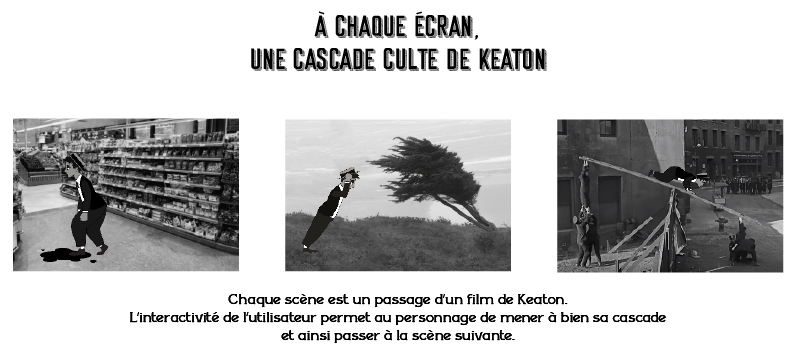 À CHAQUE ÉCRAN,
UNE CASCADE CULTE DE KEATON
Chaque scène est un passage d'un film de Keaton.
L'interactivité de l'utilisateur permet au personnage de mener à bien sa cascade
et ainsi passer à la scène suivante.